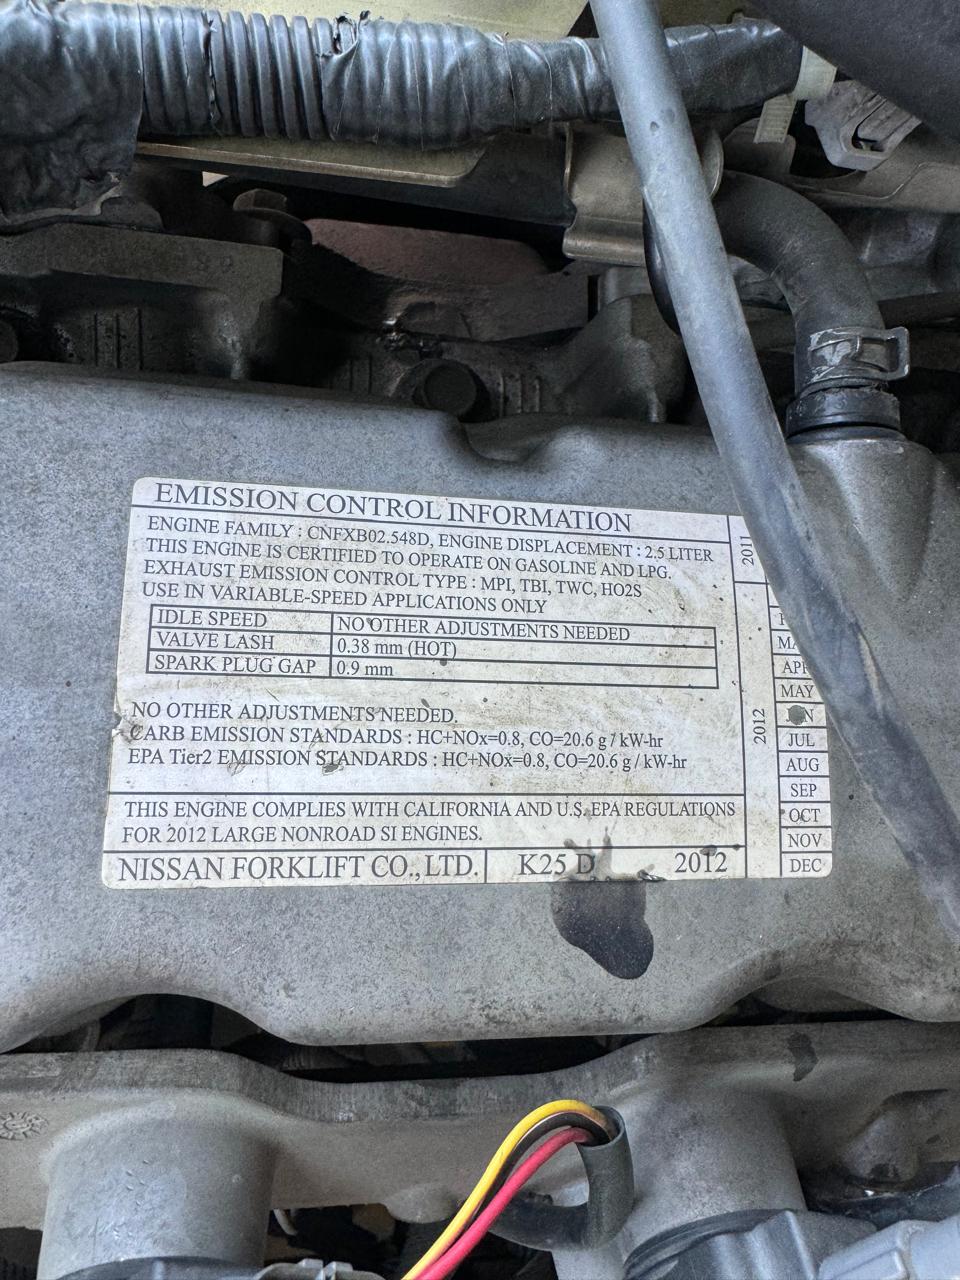 EMISSION CONTROL INFORMATION
ENGINE FAMILY : CNFXB02.548D, ENGINE DISPLACEMENT : 2.5 LITER
THIS ENGINE IS CERTIFIED TO OPERATE ON GASOLINE AND LPG.
EXHAUST EMISSION CONTROL TYPE : MPI, TBI, TWC, HO2S
USE IN VARIABLE-SPEED APPLICATIONS ONLY
IDLE SPEED NO OTHER ADJUSTMENTS NEEDED
VALVE LASH 0.38 mm (HOT)
SPARK PLUG GAP 0.9 mm
NO OTHER ADJUSTMENTS NEEDED.
CARB EMISSION STANDARDS : HC+NOx=0.8, CO=20.6 g / kW-hr
EPA Tier2 EMISSION STANDARDS : HC+NOx=0.8, CO=20.6 g / kW-hr
THIS ENGINE COMPLIES WITH CALIFORNIA AND U.S. EPA REGULATIONS
FOR 2012 LARGE NONROAD SI ENGINES.
NISSAN FORKLIFT CO.,LTD. K25 D 2012
2011
2012
APR
MAY
JUN
JUL
AUG
SEP
OCT
NOV
DEC